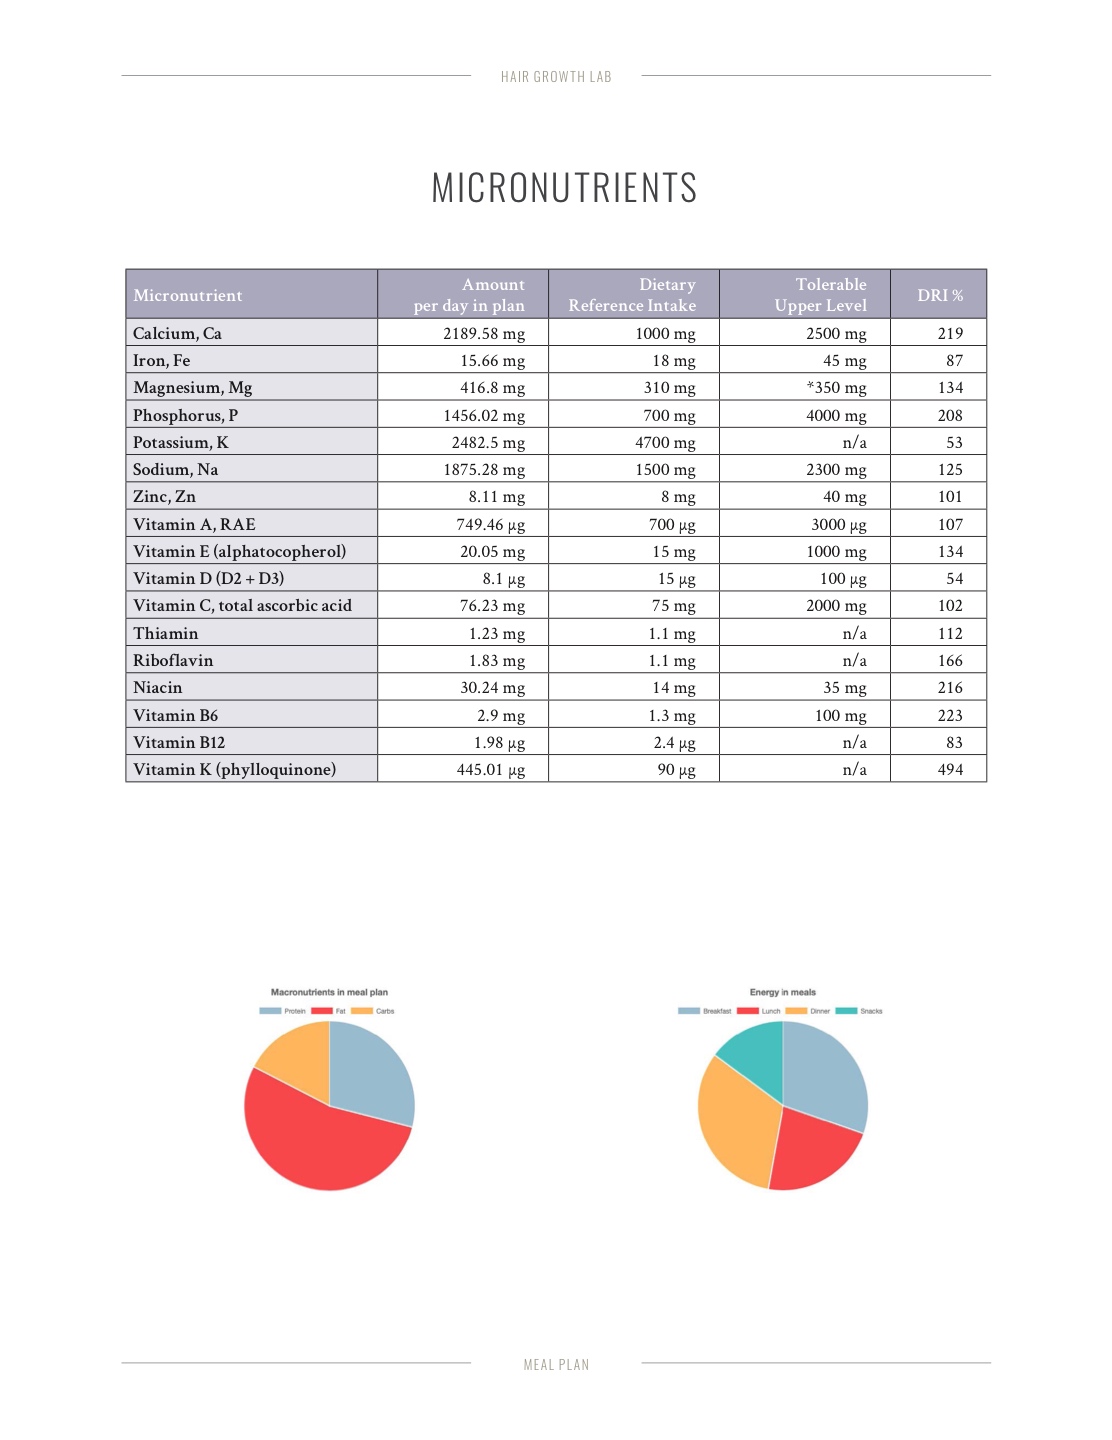 HAIR GROWTH LAB
MICRONUTRIENTS
Micronutrient Amount per day in plan Dietary Reference Intake Tolerable Upper Level DRI %
Calcium, Ca 2189.58 mg 1000 mg 2500 mg 219
Iron, Fe 15.66 mg 18 mg 45 mg 87
Magnesium, Mg 416.8 mg 310 mg *350 mg 134
Phosphorus, P 1456.02 mg 700 mg 4000 mg 208
Potassium, K 2482.5 mg 4700 mg n/a 53
Sodium, Na 1875.28 mg 1500 mg 2300 mg 125
Zinc, Zn 8.11 mg 8 mg 40 mg 101
Vitamin A, RAE 749.46 µg 700 µg 3000 µg 107
Vitamin E (alphatocopherol) 20.05 mg 15 mg 1000 mg 134
Vitamin D (D2 + D3) 8.1 µg 15 µg 100 µg 54
Vitamin C, total ascorbic acid 76.23 mg 75 mg 2000 mg 102
Thiamin 1.23 mg 1.1 mg n/a 112
Riboflavin 1.83 mg 1.1 mg n/a 166
Niacin 30.24 mg 14 mg 35 mg 216
Vitamin B6 2.9 mg 1.3 mg 100 mg 223
Vitamin B12 1.98 µg 2.4 µg n/a 83
Vitamin K (phylloquinone) 445.01 µg 90 µg n/a 494
Macronutrients in meal plan
Protein Fat Carbs
Energy in meals
Breakfast Lunch Dinner Snacks
MEAL PLAN